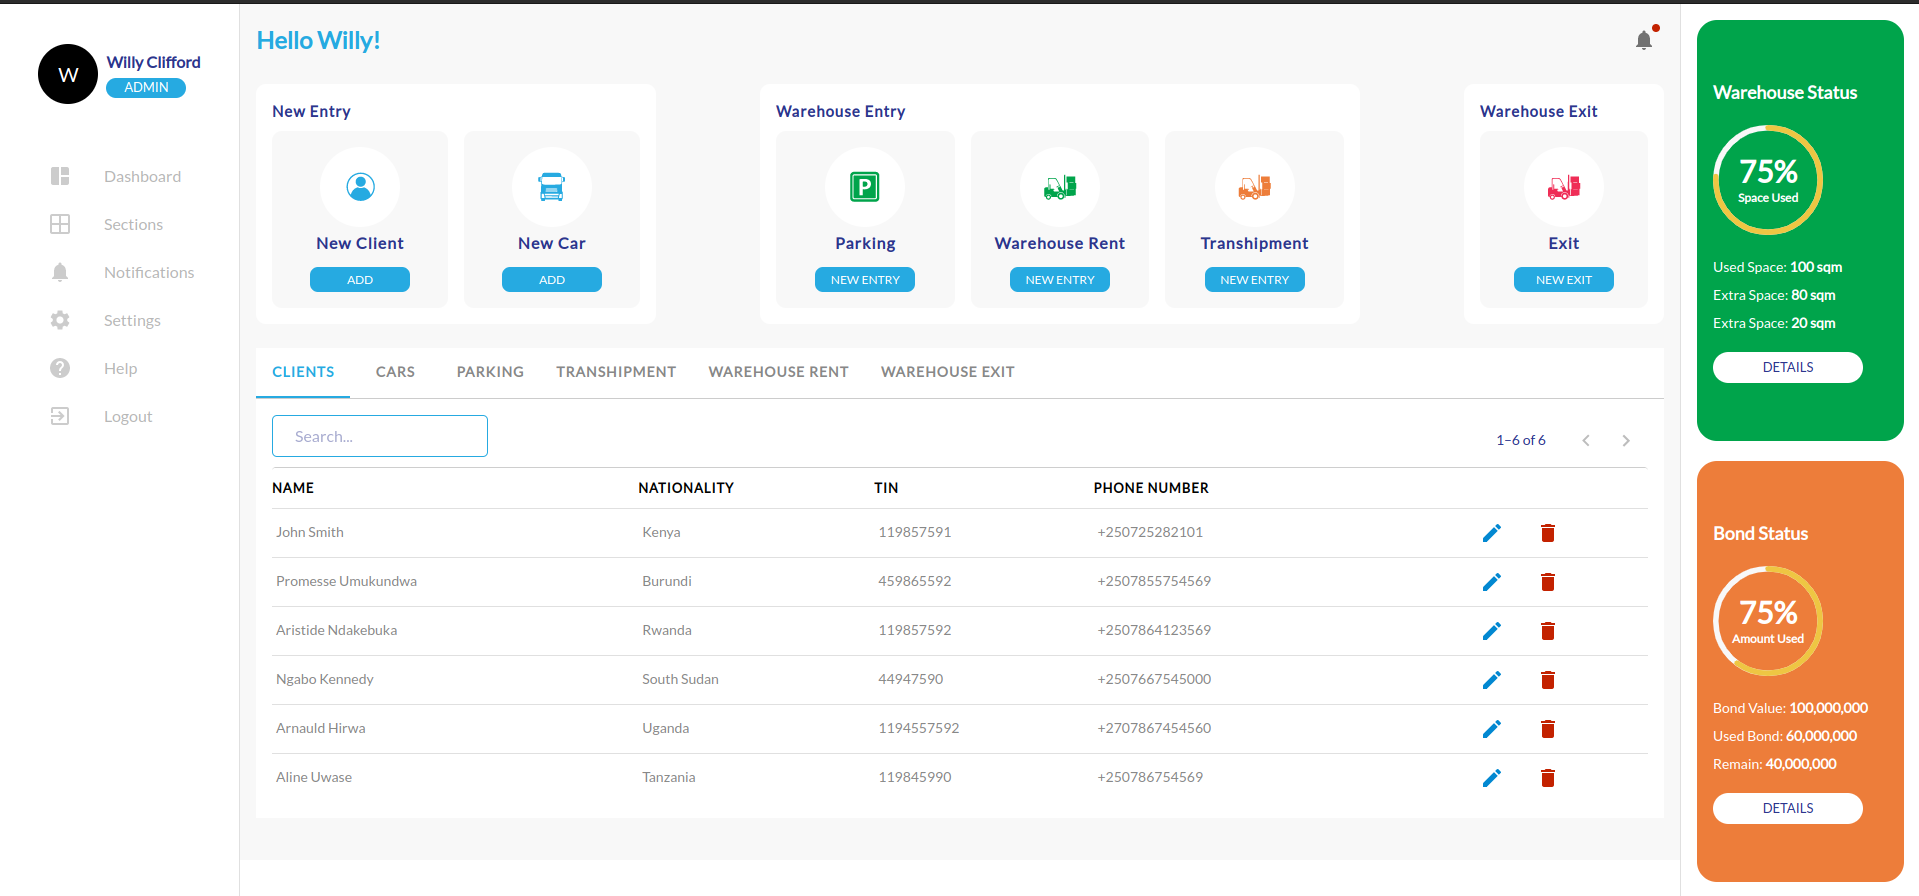 W
Willy Clifford
ADMIN
Dashboard
Sections
Notifications
Settings
Help
Logout
Hello Willy!
New Entry
New Client
ADD
New Car
ADD
Warehouse Entry
P
Parking
NEW ENTRY
Warehouse Rent
NEW ENTRY
Transhipment
NEW ENTRY
Warehouse Exit
Exit
NEW EXIT
CLIENTS CARS PARKING TRANSHIPMENT WAREHOUSE RENT WAREHOUSE EXIT
Search...
1–6 of 6
NAME NATIONALITY TIN PHONE NUMBER
John Smith Kenya 119857591 +250725282101
Promesse Umukundwa Burundi 459865592 +2507855754569
Aristide Ndakebuka Rwanda 119857592 +2507864123569
Ngabo Kennedy South Sudan 44947590 +2507667545000
Arnauld Hirwa Uganda 1194557592 +2707867454560
Aline Uwase Tanzania 119845990 +250786754569
Warehouse Status
75%
Space Used
Used Space: 100 sqm
Extra Space: 80 sqm
Extra Space: 20 sqm
DETAILS
Bond Status
75%
Amount Used
Bond Value: 100,000,000
Used Bond: 60,000,000
Remain: 40,000,000
DETAILS